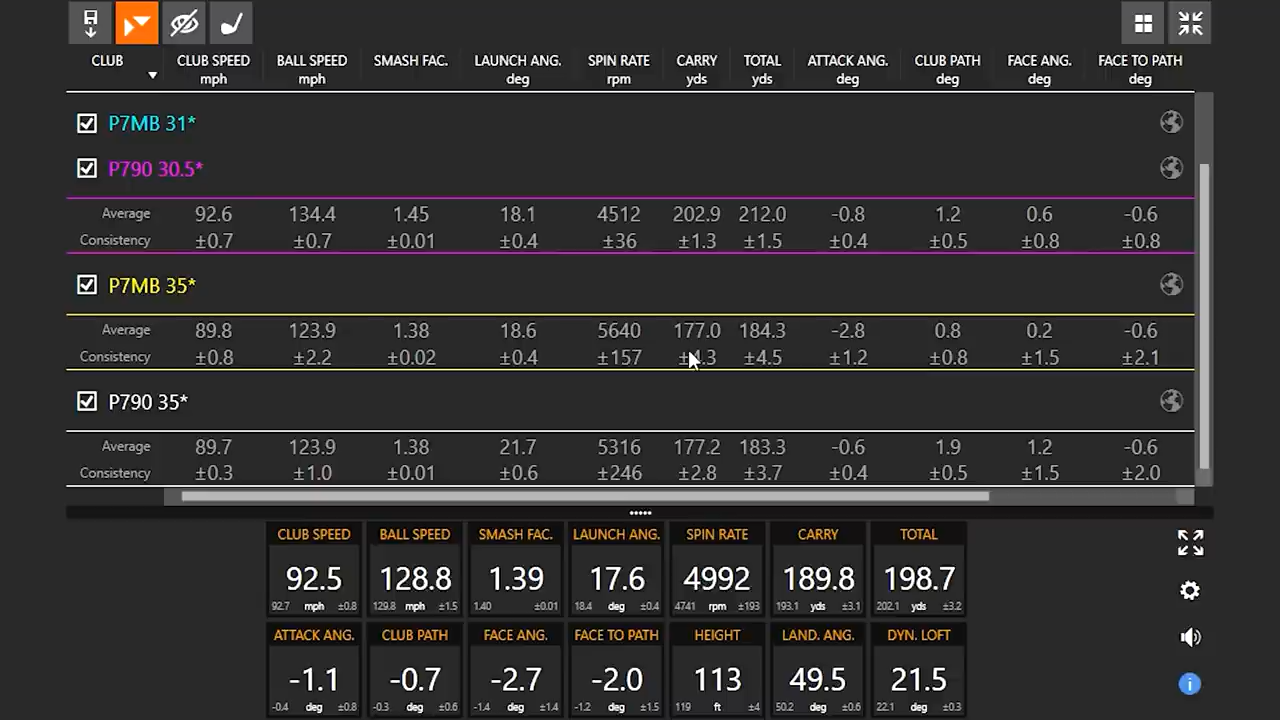 CLUB CLUB SPEED BALL SPEED SMASH FAC. LAUNCH ANG. SPIN RATE CARRY TOTAL ATTACK ANG. CLUB PATH FACE ANG. FACE TO PATH
mph mph deg rpm yds yds deg deg deg deg
P7MB 31*
P790 30.5*
Average 92.6 134.4 1.45 18.1 4512 202.9 212.0 -0.8 1.2 0.6 -0.6
Consistency ±0.7 ±0.7 ±0.01 ±0.4 ±36 ±1.3 ±1.5 ±0.4 ±0.5 ±0.8 ±0.8
P7MB 35*
Average 89.8 123.9 1.38 18.6 5640 177.0 184.3 -2.8 0.8 0.2 -0.6
Consistency ±0.8 ±2.2 ±0.02 ±0.4 ±157 ±4.3 ±4.5 ±1.2 ±0.8 ±1.5 ±2.1
P790 35*
Average 89.7 123.9 1.38 21.7 5316 177.2 183.3 -0.6 1.9 1.2 -0.6
Consistency ±0.3 ±1.0 ±0.01 ±0.6 ±246 ±2.8 ±3.7 ±0.4 ±0.5 ±1.5 ±2.0
CLUB SPEED BALL SPEED SMASH FAC. LAUNCH ANG. SPIN RATE CARRY TOTAL
92.5 128.8 1.39 17.6 4992 189.8 198.7
92.7 mph ±0.8 129.8 mph ±1.5 1.40 ±0.01 18.4 deg ±0.4 4741 rpm ±193 193.1 yds ±3.1 202.1 yds ±3.2
ATTACK ANG. CLUB PATH FACE ANG. FACE TO PATH HEIGHT LAND. ANG. DYN. LOFT
-1.1 -0.7 -2.7 -2.0 113 49.5 21.5
-0.4 deg ±0.8 -0.3 deg ±0.6 -1.4 deg ±1.4 -1.2 deg ±1.5 119 ft ±4 50.2 deg ±0.6 22.1 deg ±0.3